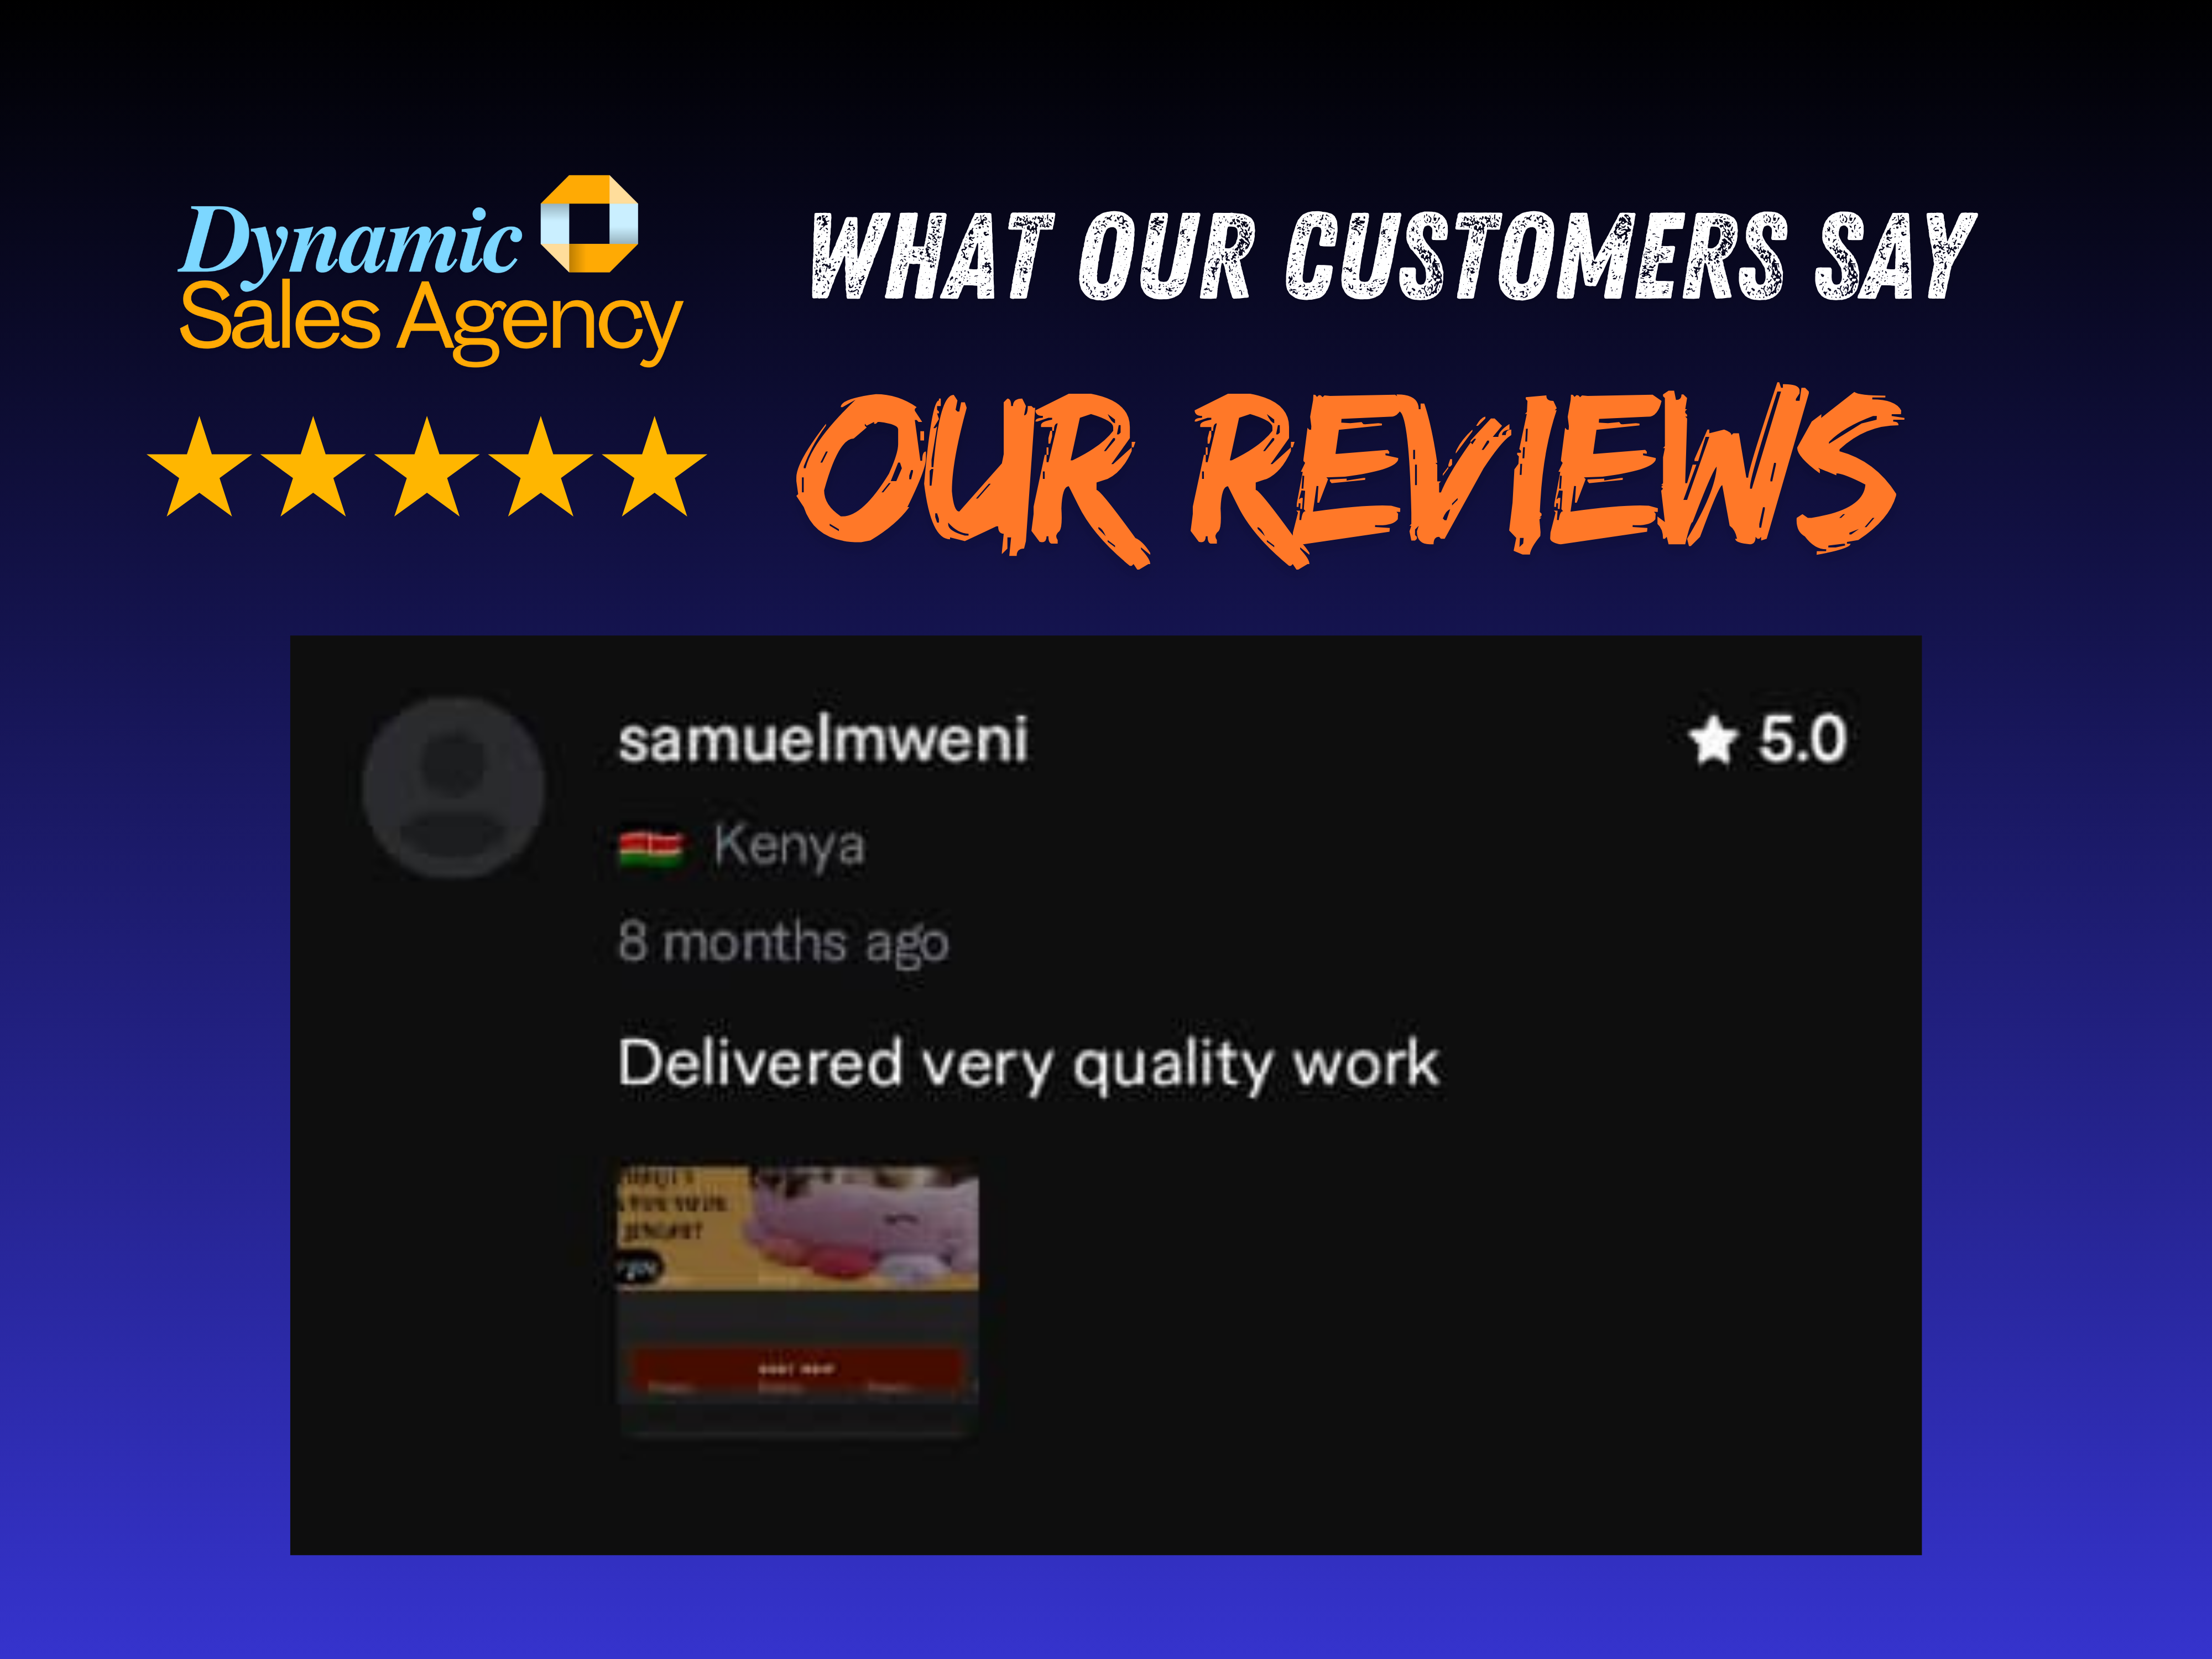 Dynamic
Sales Agency
WHAT OUR CUSTOMERS SAY
OUR REVIEWS
samuelmweni
5.0
Kenya
8 months ago
Delivered very quality work